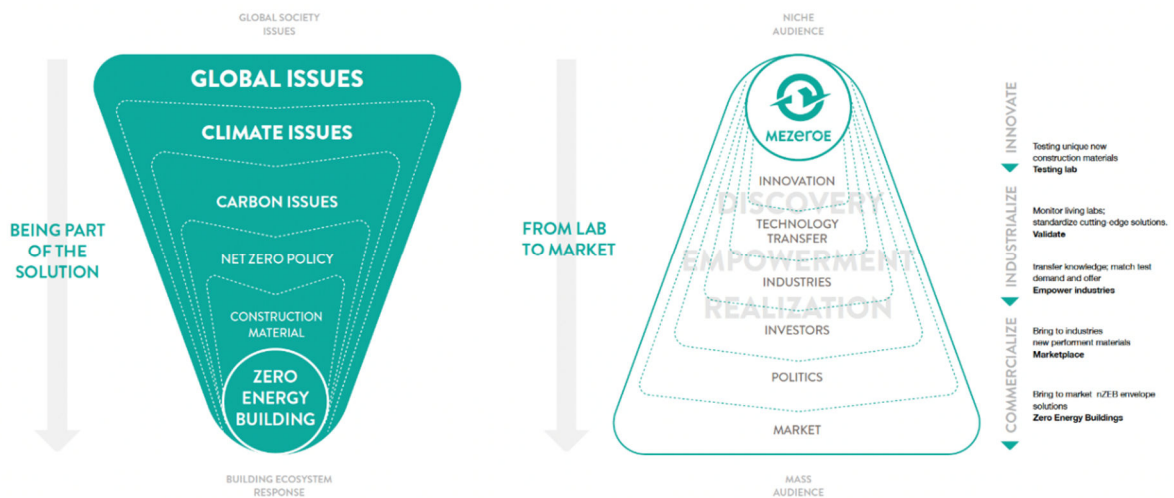 GLOBAL SOCIETY
ISSUES
GLOBAL ISSUES
CLIMATE ISSUES
CARBON ISSUES
NET ZERO POLICY
CONSTRUCTION
MATERIAL
ZERO
ENERGY
BUILDING
BEING PART
OF THE
SOLUTION
BUILDING ECOSYSTEM
RESPONSE
NICHE
AUDIENCE
MEZeroE
INNOVATION
DISCOVERY
TECHNOLOGY
TRANSFER
EMPOWERMENT
INDUSTRIES
REALIZATION
INVESTORS
POLITICS
MARKET
FROM LAB
TO MARKET
MASS
AUDIENCE
INNOVATE
Testing unique new
construction materials
Testing lab
INDUSTRIALIZE
Monitor living labs;
standardize cutting-edge solutions.
Validate
Transfer knowledge; match test
demand and offer
Empower industries
COMMERCIALIZE
Bring to industries
new performent materials
Marketplace
Bring to market nZEB envelope
solutions
Zero Energy Buildings